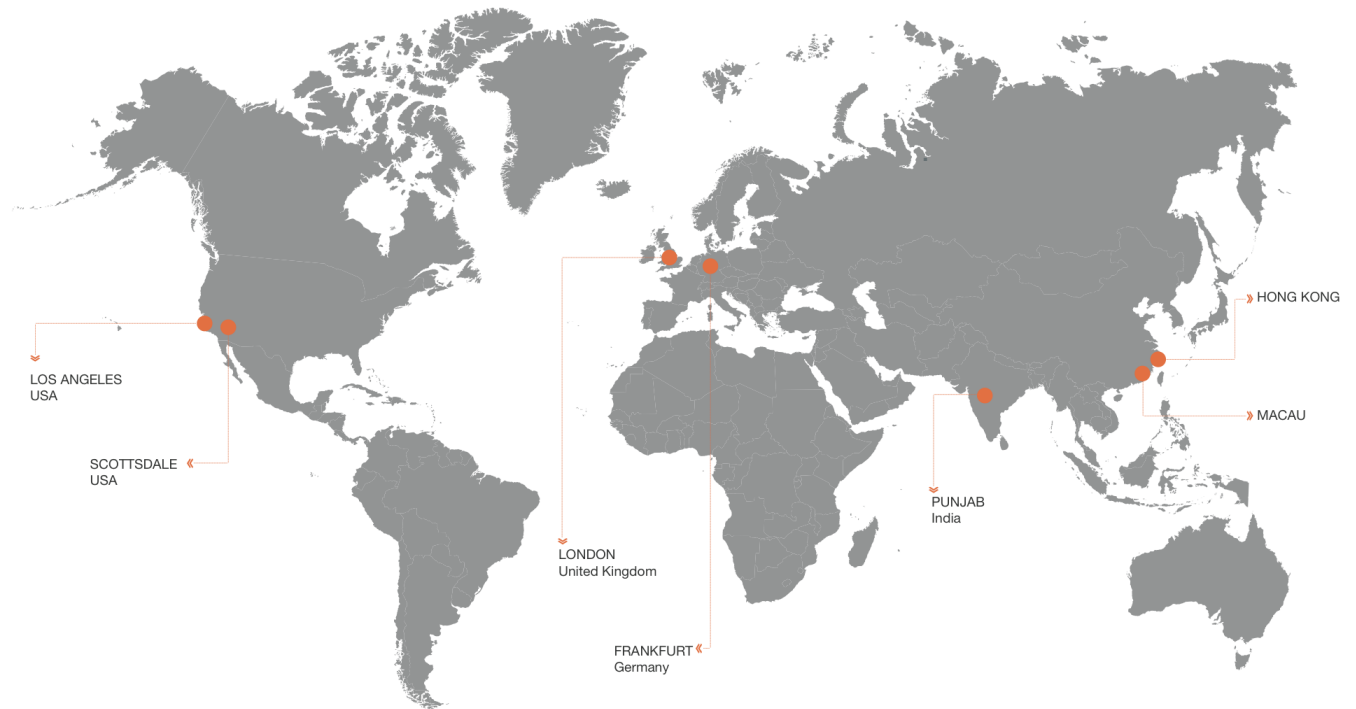 HONG KONG
LOS ANGELES
USA
MACAU
SCOTTSDALE
USA
PUNJAB
India
LONDON
United Kingdom
FRANKFURT
Germany